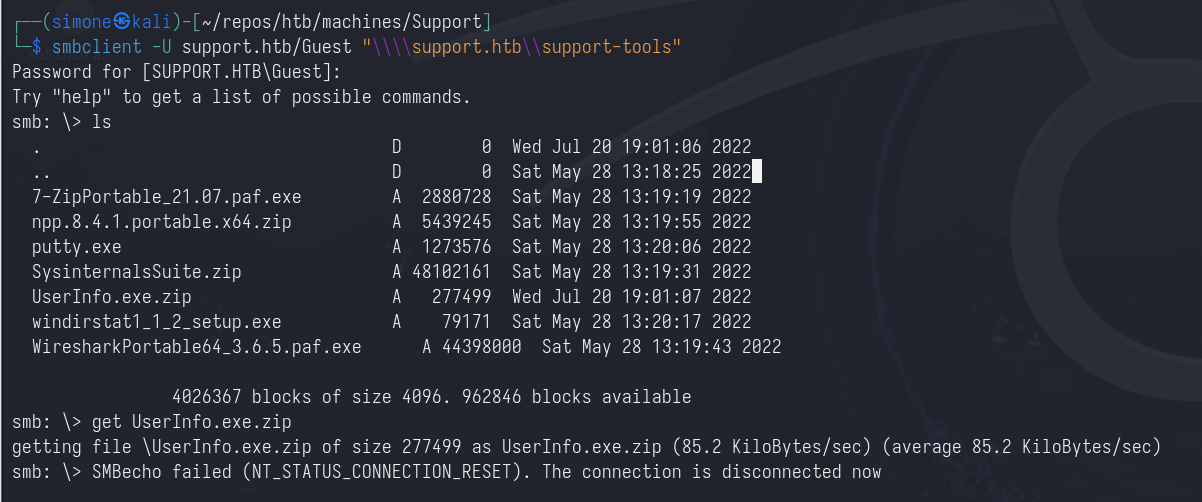 ┌──(simone㉿kali)-[~/repos/htb/machines/Support]
└─$ smbclient -U support.htb/Guest "\\\\support.htb\\support-tools"
Password for [SUPPORT.HTB\Guest]:
Try "help" to get a list of possible commands.
smb: \> ls
  .                                   D        0  Wed Jul 20 19:01:06 2022
  ..                                  D        0  Sat May 28 13:18:25 2022
  7-ZipPortable_21.07.paf.exe         A  2880728  Sat May 28 13:19:19 2022
  npp.8.4.1.portable.x64.zip          A  5439245  Sat May 28 13:19:55 2022
  putty.exe                           A  1273576  Sat May 28 13:20:06 2022
  SysinternalsSuite.zip               A 48102161  Sat May 28 13:19:31 2022
  UserInfo.exe.zip                    A   277499  Wed Jul 20 19:01:07 2022
  windirstat1_1_2_setup.exe           A    79171  Sat May 28 13:20:17 2022
  WiresharkPortable64_3.6.5.paf.exe      A 44398000  Sat May 28 13:19:43 2022
                4026367 blocks of size 4096. 962846 blocks available
smb: \> get UserInfo.exe.zip
getting file \UserInfo.exe.zip of size 277499 as UserInfo.exe.zip (85.2 KiloBytes/sec) (average 85.2 KiloBytes/sec)
smb: \> SMBecho failed (NT_STATUS_CONNECTION_RESET). The connection is disconnected now